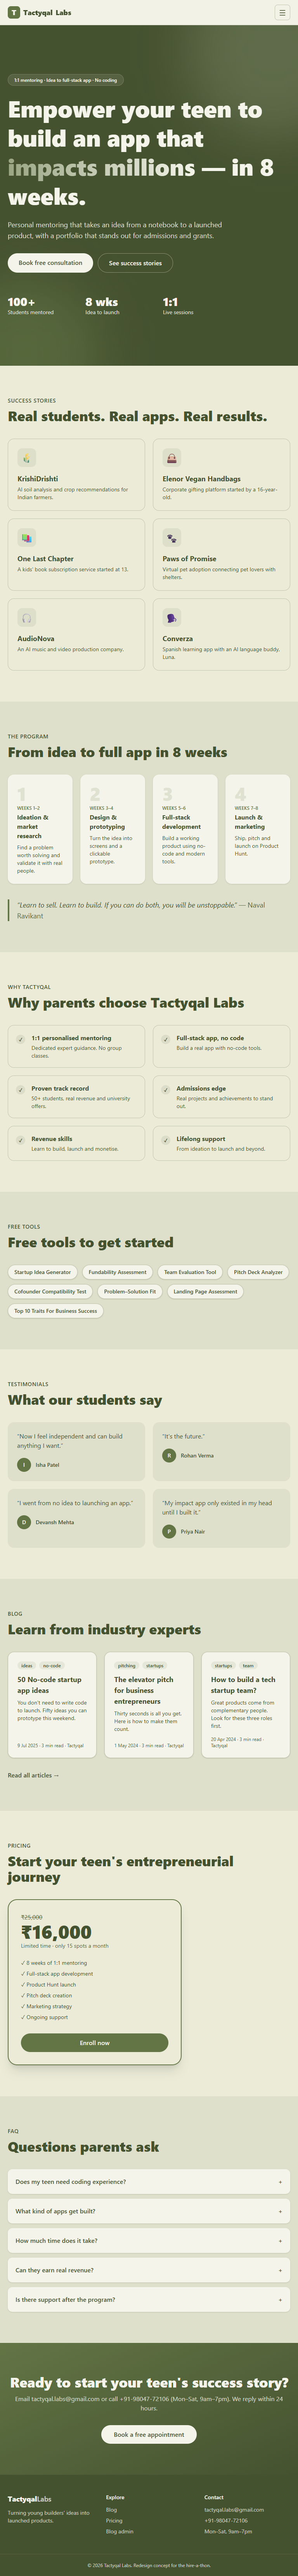 T Tactyqal Labs
1:1 mentoring · Idea to full-stack app · No coding
Empower your teen to
build an app that
impacts millions — in 8
weeks.
Personal mentoring that takes an idea from a notebook to a launched
product, with a portfolio that stands out for admissions and grants.
Book free consultation
See success stories
100+
Students mentored
8 wks
Idea to launch
1:1
Live sessions
SUCCESS STORIES
Real students. Real apps. Real results.
KrishiDrishti
AI soil analysis and crop recommendations for
Indian farmers.
Elenor Vegan Handbags
Corporate gifting platform started by a 16-year-
old.
One Last Chapter
A kids' book subscription service started at 13.
Paws of Promise
Virtual pet adoption connecting pet lovers with
shelters.
AudioNova
An AI music and video production company.
Converza
Spanish learning app with an AI language buddy,
Luna.
THE PROGRAM
From idea to full app in 8 weeks
1
WEEKS 1–2
Ideation &
market
research
Find a problem
worth solving and
validate it with real
people.
2
WEEKS 3–4
Design &
prototyping
Turn the idea into
screens and a
clickable
prototype.
3
WEEKS 5–6
Full-stack
development
Build a working
product using no-
code and modern
tools.
4
WEEKS 7–8
Launch &
marketing
Ship, pitch and
launch on Product
Hunt.
"Learn to sell. Learn to build. If you can do both, you will be unstoppable." — Naval
Ravikant
WHY TACTYQAL
Why parents choose Tactyqal Labs
✓ 1:1 personalised mentoring
Dedicated expert guidance. No group
classes.
✓ Full-stack app, no code
Build a real app with no-code tools.
✓ Proven track record
50+ students, real revenue and university
offers.
✓ Admissions edge
Real projects and achievements to stand
out.
✓ Revenue skills
Learn to build, launch and monetise.
✓ Lifelong support
From ideation to launch and beyond.
FREE TOOLS
Free tools to get started
Startup Idea Generator
Fundability Assessment
Team Evaluation Tool
Pitch Deck Analyzer
Cofounder Compatibility Test
Problem–Solution Fit
Landing Page Assessment
Top 10 Traits For Business Success
TESTIMONIALS
What our students say
"Now I feel independent and can build
anything I want."
I Isha Patel
"It's the future."
R Rohan Verma
"I went from no idea to launching an app."
D Devansh Mehta
"My impact app only existed in my head
until I built it."
P Priya Nair
BLOG
Learn from industry experts
ideas no-code
50 No-code startup
app ideas
You don't need to write code
to launch. Fifty ideas you can
prototype this weekend.
9 Jul 2025 · 3 min read · Tactyqal
pitching startups
The elevator pitch
for business
entrepreneurs
Thirty seconds is all you get.
Here is how to make them
count.
1 May 2024 · 3 min read · Tactyqal
startups team
How to build a tech
startup team?
Great products come from
complementary people.
Look for these three roles
first.
20 Apr 2024 · 3 min read ·
Tactyqal
Read all articles →
PRICING
Start your teen's entrepreneurial
journey
₹25,000
₹16,000
Limited time · only 15 spots a month
✓ 8 weeks of 1:1 mentoring
✓ Full-stack app development
✓ Product Hunt launch
✓ Pitch deck creation
✓ Marketing strategy
✓ Ongoing support
Enroll now
FAQ
Questions parents ask
Does my teen need coding experience? +
What kind of apps get built? +
How much time does it take? +
Can they earn real revenue? +
Is there support after the program? +
Ready to start your teen's success story?
Email tactyqal.labs@gmail.com or call +91-98047-72106 (Mon–Sat, 9am–7pm). We reply within 24
hours.
Book a free appointment
TactyqalLabs
Turning young builders' ideas into
launched products.
Explore
Blog
Pricing
Blog admin
Contact
tactyqal.labs@gmail.com
+91-98047-72106
Mon–Sat, 9am–7pm
© 2026 Tactyqal Labs. Redesign concept for the hire-a-thon.